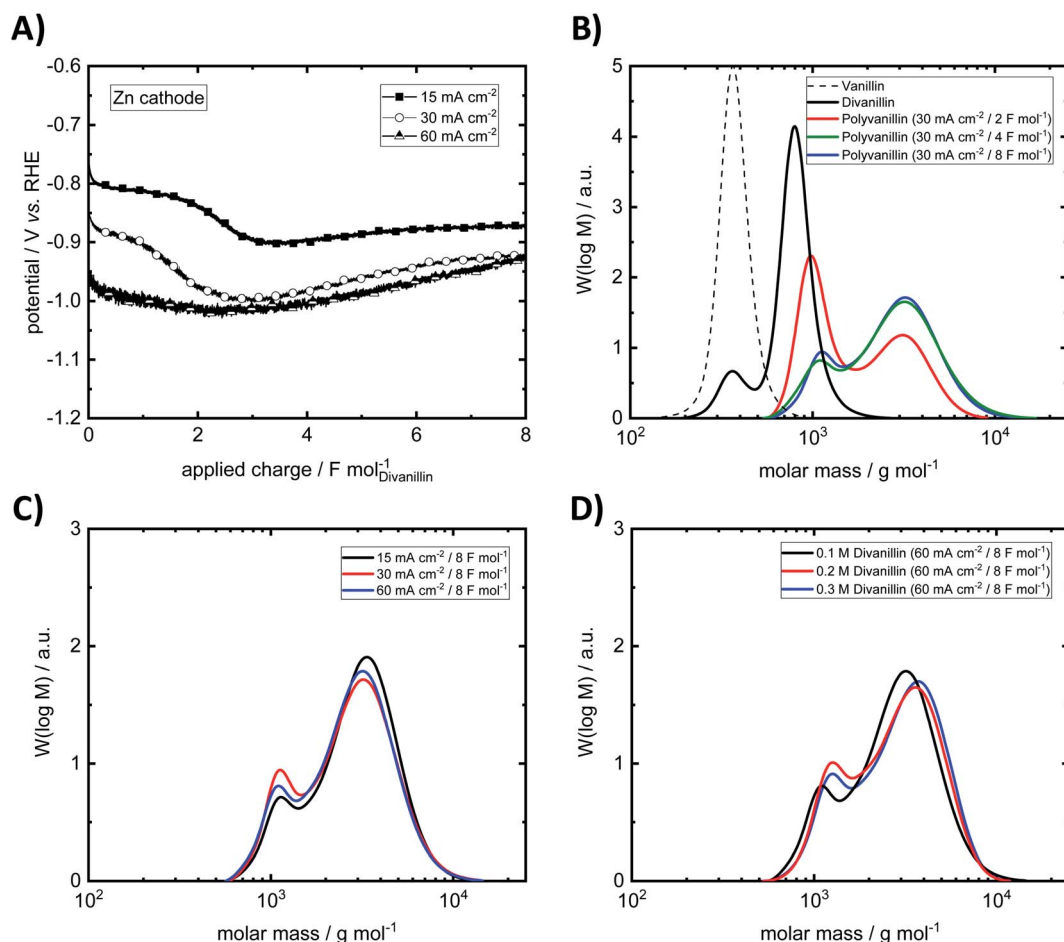 A)
-0.6
-0.7
-0.8
-0.9
-1.0
-1.1
-1.2
potential / V vs. RHE
Zn cathode
15 mA cm⁻²
30 mA cm⁻²
60 mA cm⁻²
0 2 4 6 8
applied charge / F mol⁻¹Divanillin
B)
5
4
3
2
1
0
W(log M) / a.u.
Vanillin
Divanillin
Polyvanillin (30 mA cm⁻² / 2 F mol⁻¹)
Polyvanillin (30 mA cm⁻² / 4 F mol⁻¹)
Polyvanillin (30 mA cm⁻² / 8 F mol⁻¹)
10² 10³ 10⁴
molar mass / g mol⁻¹
C)
3
2
1
0
W(log M) / a.u.
15 mA cm⁻² / 8 F mol⁻¹
30 mA cm⁻² / 8 F mol⁻¹
60 mA cm⁻² / 8 F mol⁻¹
10² 10³ 10⁴
molar mass / g mol⁻¹
D)
3
2
1
0
W(log M) / a.u.
0.1 M Divanillin (60 mA cm⁻² / 8 F mol⁻¹)
0.2 M Divanillin (60 mA cm⁻² / 8 F mol⁻¹)
0.3 M Divanillin (60 mA cm⁻² / 8 F mol⁻¹)
10² 10³ 10⁴
molar mass / g mol⁻¹